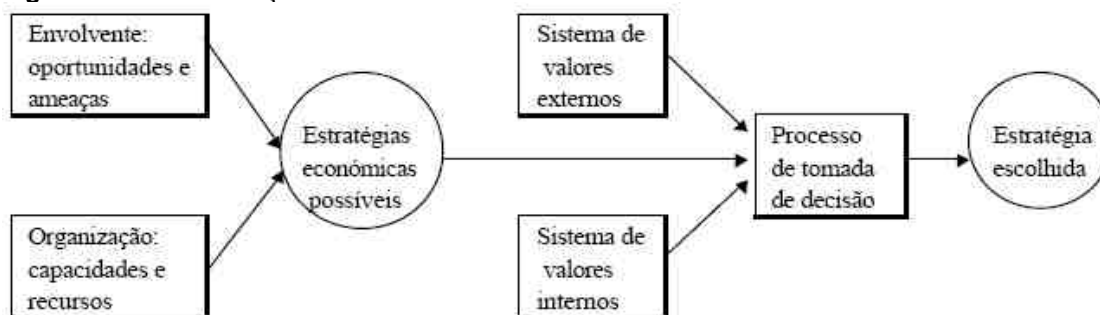 Envolvente:
oportunidades e
ameaças
Organização:
capacidades e
recursos
Estratégias
económicas
possíveis
Sistema de
valores
externos
Sistema de
valores
internos
Processo
de tomada
de decisão
Estratégia
escolhida